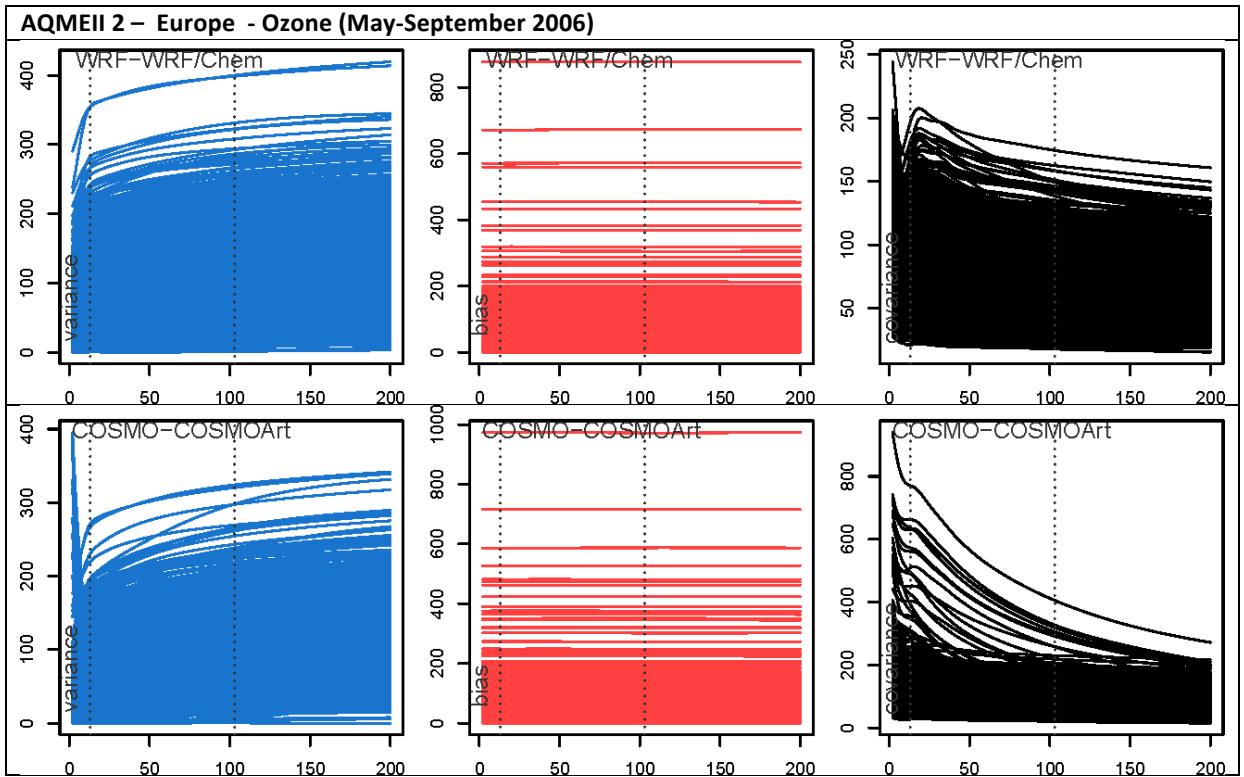 AQMEII 2 – Europe - Ozone (May-September 2006)
WRF-WRF/Chem
variance
0 100 200 300 400
0 50 100 150 200
WRF-WRF/Chem
bias
0 200 400 600 800
0 50 100 150 200
WRF-WRF/Chem
covariance
50 100 150 200 250
0 50 100 150 200
COSMO-COSMOArt
variance
0 100 200 300 400
0 50 100 150 200
COSMO-COSMOArt
bias
0 200 400 600 800 1000
0 50 100 150 200
COSMO-COSMOArt
covariance
0 200 400 600 800
0 50 100 150 200